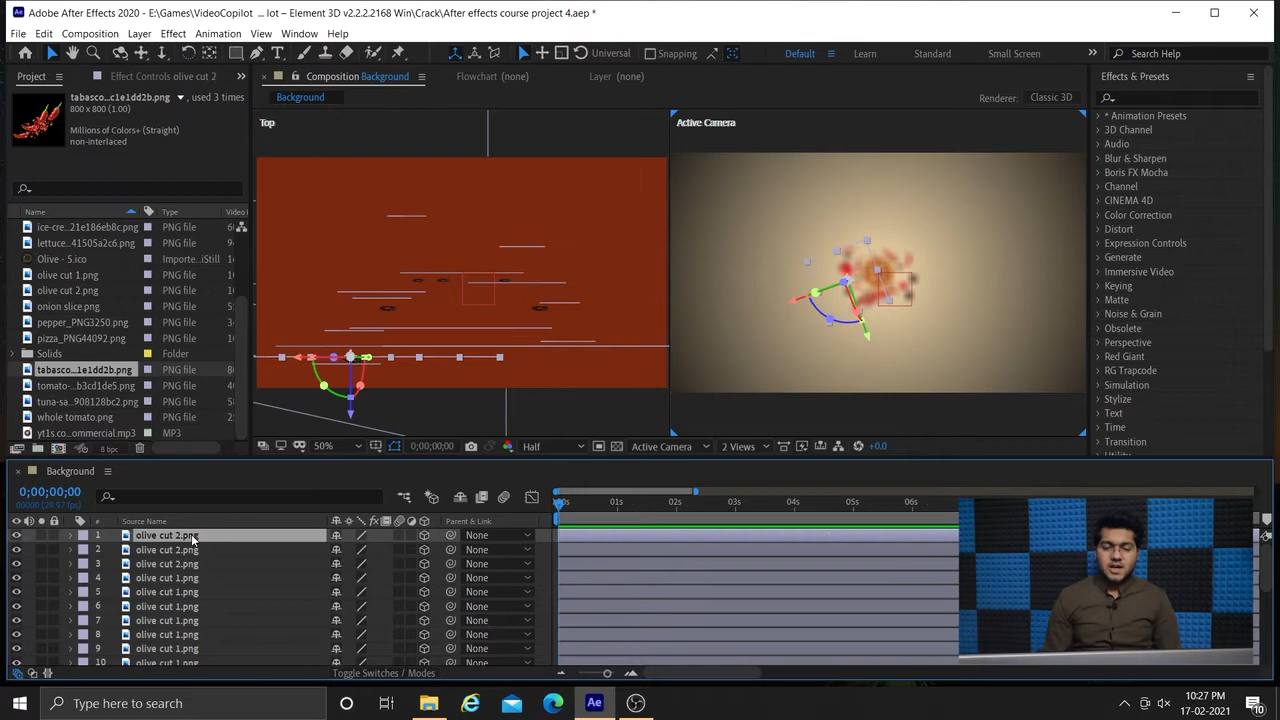 Adobe After Effects 2020 - E:\Games\VideoCopilot ... lot – Element 3D v2.2.2.2168 Win\Crack\After effects course project 4.aep *
File Edit Composition Layer Effect Animation View Window Help
Universal Snapping Default Learn Standard Small Screen Search Help
Project Effect Controls olive cut 2
Composition Background Flowchart (none) Layer (none)
Effects & Presets
tabasco...c1e1dd2b.png , used 3 times
800 x 800 (1.00)
Millions of Colors+ (Straight)
non-interlaced
Background
Renderer: Classic 3D
Top
Active Camera
Name Type Video
ice-cre...21e186eb8c.png PNG file
lettuce...41505a2c6.png PNG file
Olive - 5.ico Importe...iStill
olive cut 1.png PNG file
olive cut 2.png PNG file
onion slice.png PNG file
pepper_PNG3250.png PNG file
pizza_PNG44092.png PNG file
Solids Folder
tabasco...1e1dd2b.png PNG file
tomato-...b3cd1de5.png PNG file
tuna-sa...908128bc2.png PNG file
whole tomato.png PNG file
yt1s.co...ommercial.mp3 MP3
8 bpc
50% 0;00;00;00 Half Active Camera 2 Views +0.0
* Animation Presets
3D Channel
Audio
Blur & Sharpen
Boris FX Mocha
Channel
CINEMA 4D
Color Correction
Distort
Expression Controls
Generate
Immersive Video
Keying
Matte
Noise & Grain
Obsolete
Perspective
Red Giant
RG Trapcode
Simulation
Stylize
Text
Time
Transition
Utility
Background
0;00;00;00
00000 (28.97 fps)
# Source Name Parent & Link
00s 01s 02s 03s 04s 05s 06s
1 olive cut 2.png None
2 olive cut 2.png None
3 olive cut 2.png None
4 olive cut 1.png None
5 olive cut 1.png None
6 olive cut 1.png None
7 olive cut 1.png None
8 olive cut 1.png None
9 olive cut 1.png None
10 olive cut 1.png None
Toggle Switches / Modes
Type here to search
Ae
10:27 PM
17-02-2021
10